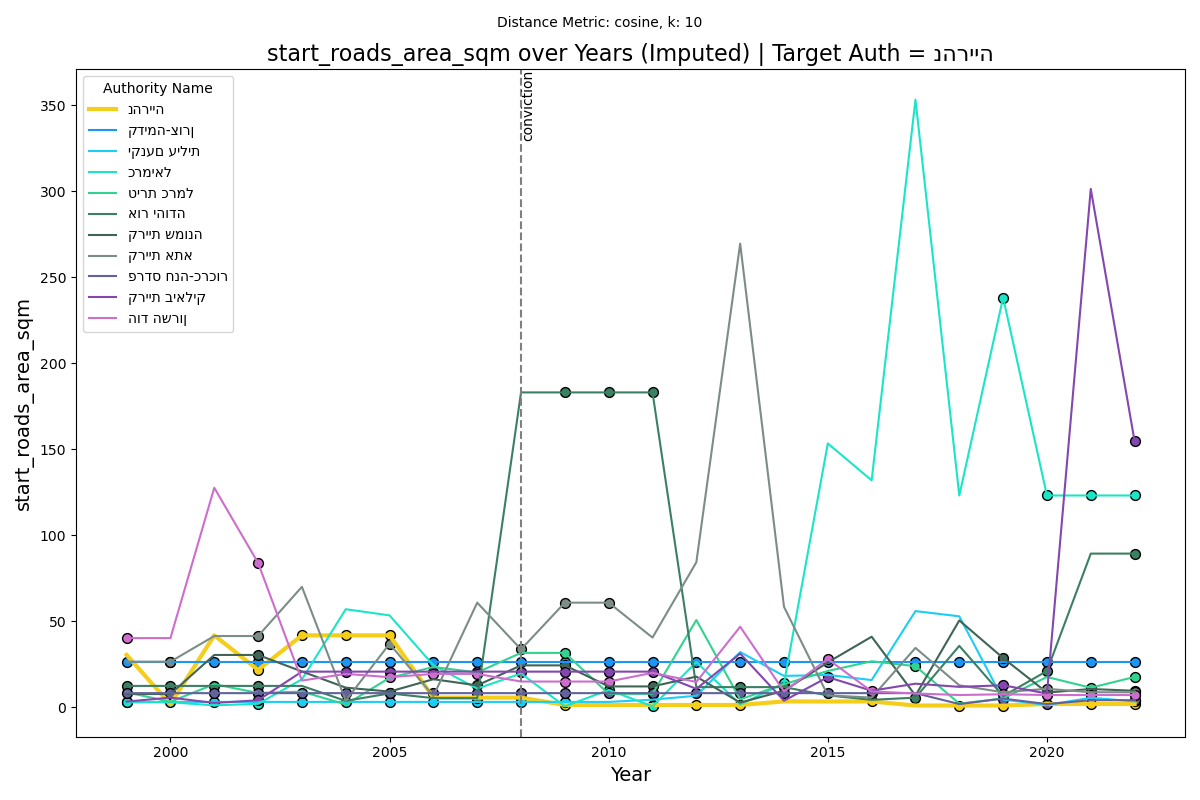 Distance Metric: cosine, k: 10
start_roads_area_sqm over Years (Imputed) | Target Auth = נהרייה
conviction
Authority Name
נהרייה
קדימה-צורן
יקנעם עילית
כרמיאל
טירת כרמל
אור יהודה
קריית שמונה
קריית אתא
פרדס חנה-כרכור
קריית ביאליק
הוד השרון
start_roads_area_sqm
350
300
250
200
150
100
50
0
2000
2005
2010
2015
2020
Year